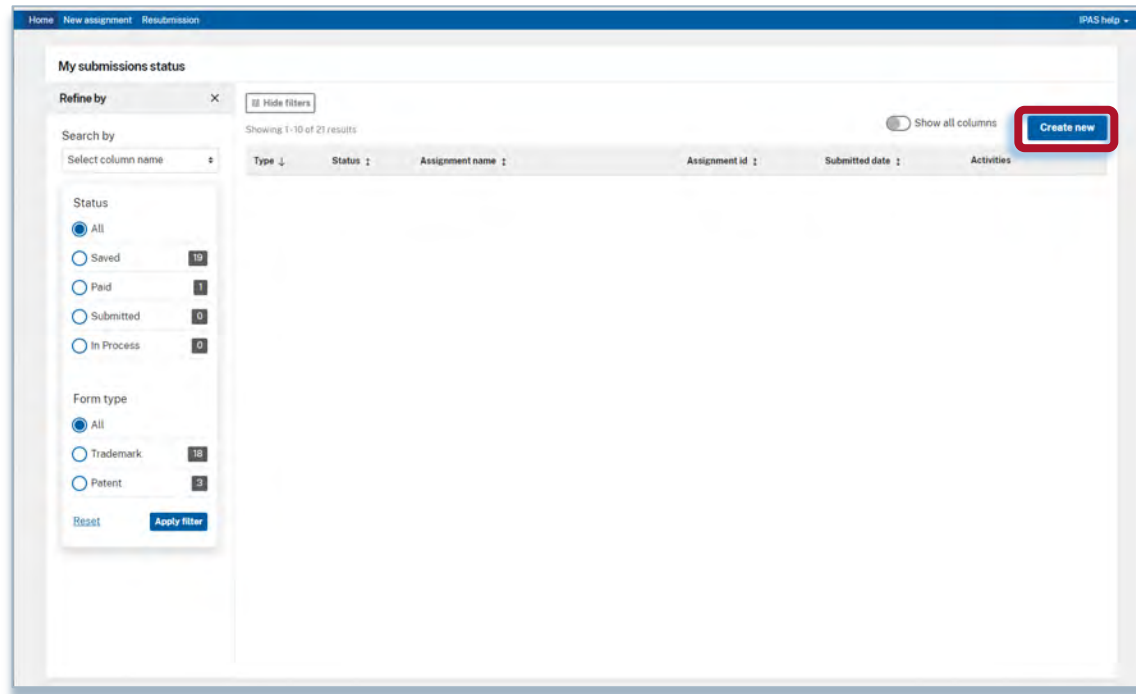 Home New assignment Resubmission IPAS help
My submissions status
Refine by ×
Hide filters
Showing 1-10 of 21 results
Show all columns
Create new
Search by
Select column name
Type ↓ Status Assignment name Assignment id Submitted date Activities
Status
All
Saved 19
Paid 1
Submitted 0
In Process 0
Form type
All
Trademark 18
Patent 3
Reset Apply filter